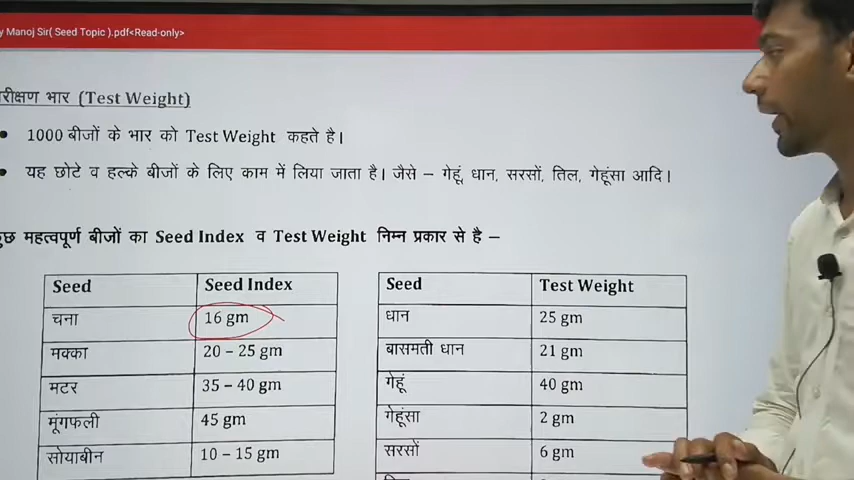 y Manoj Sir( Seed Topic ).pdf<Read-only>
रीक्षण भार (Test Weight)
1000 बीजों के भार को Test Weight कहते है।
यह छोटे व हल्के बीजों के लिए काम में लिया जाता है। जैसे – गेहूं, धान, सरसों, तिल, गेहूंसा आदि।
छ महत्वपूर्ण बीजों का Seed Index व Test Weight निम्न प्रकार से है –
Seed Seed Index
चना 16 gm
मक्का 20 – 25 gm
मटर 35 – 40 gm
मूंगफली 45 gm
सोयाबीन 10 – 15 gm
Seed Test Weight
धान 25 gm
बासमती धान 21 gm
गेहूं 40 gm
गेहूंसा 2 gm
सरसों 6 gm